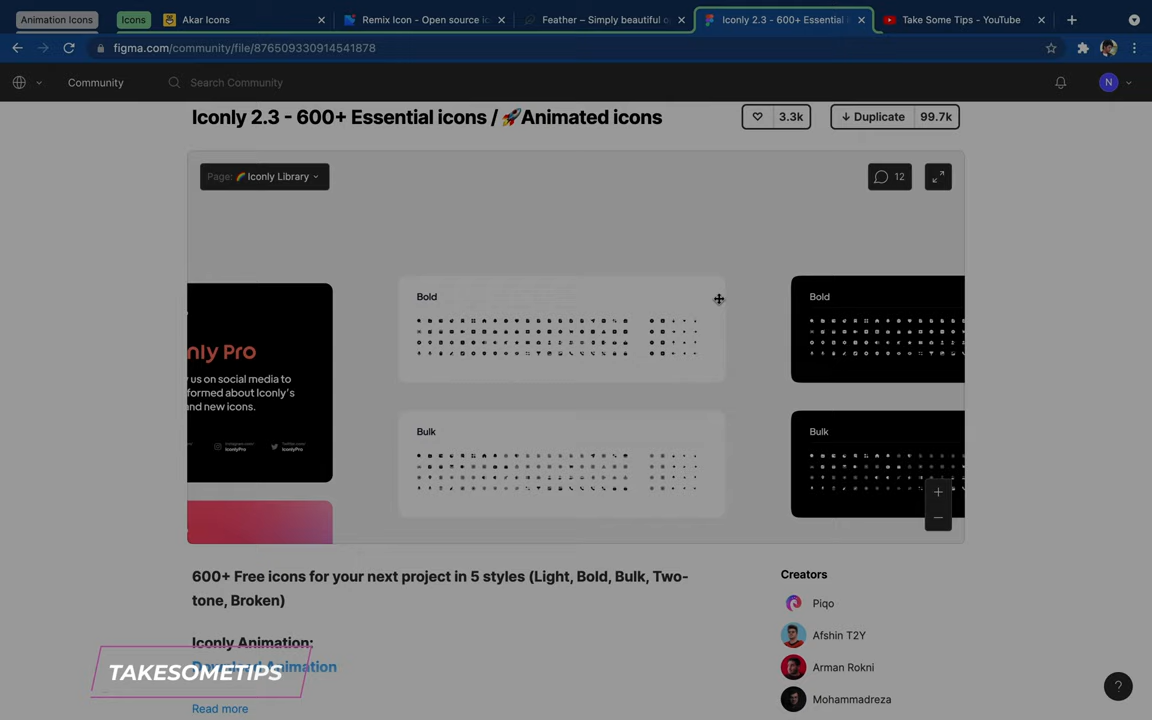 Animation Icons
Icons
Akar Icons
Remix Icon - Open source ic
Feather – Simply beautiful o
Iconly 2.3 - 600+ Essential i
Take Some Tips - YouTube
figma.com/community/file/876509330914541878
Community
Search Community
N
Iconly 2.3 - 600+ Essential icons / 🚀Animated icons
3.3k
Duplicate
99.7k
Page: 🌈 Iconly Library
12
Bold
Bold
nly Pro
us on social media to
formed about Iconly's
and new icons.
IconlyPro
IconlyPro
Bulk
Bulk
600+ Free icons for your next project in 5 styles (Light, Bold, Bulk, Two-
tone, Broken)
Creators
Piqo
Afshin T2Y
Arman Rokni
Mohammadreza
Iconly Animation:
Download Animation
TAKESOMETIPS
Read more
?